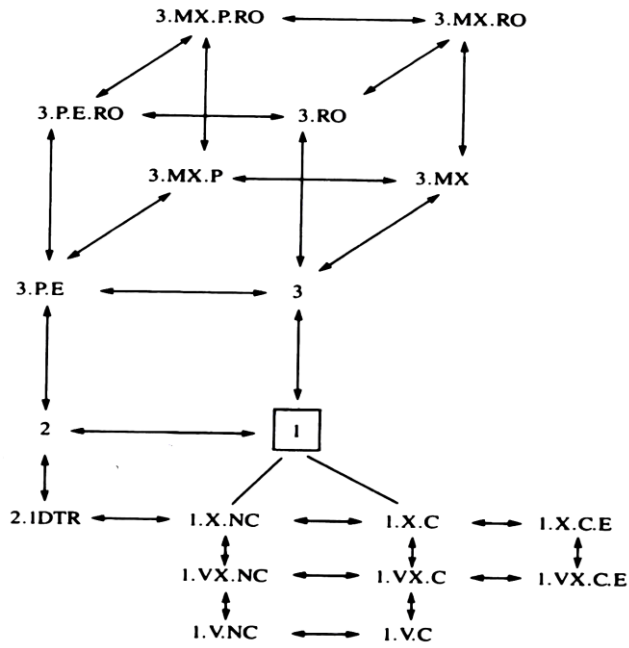 3.MX.P.RO 3.MX.RO
3.P.E.RO 3.RO
3.MX.P 3.MX
3.P.E 3
2 1
2.1DTR 1.X.NC 1.X.C 1.X.C.E
1.VX.NC 1.VX.C 1.VX.C.E
1.V.NC 1.V.C